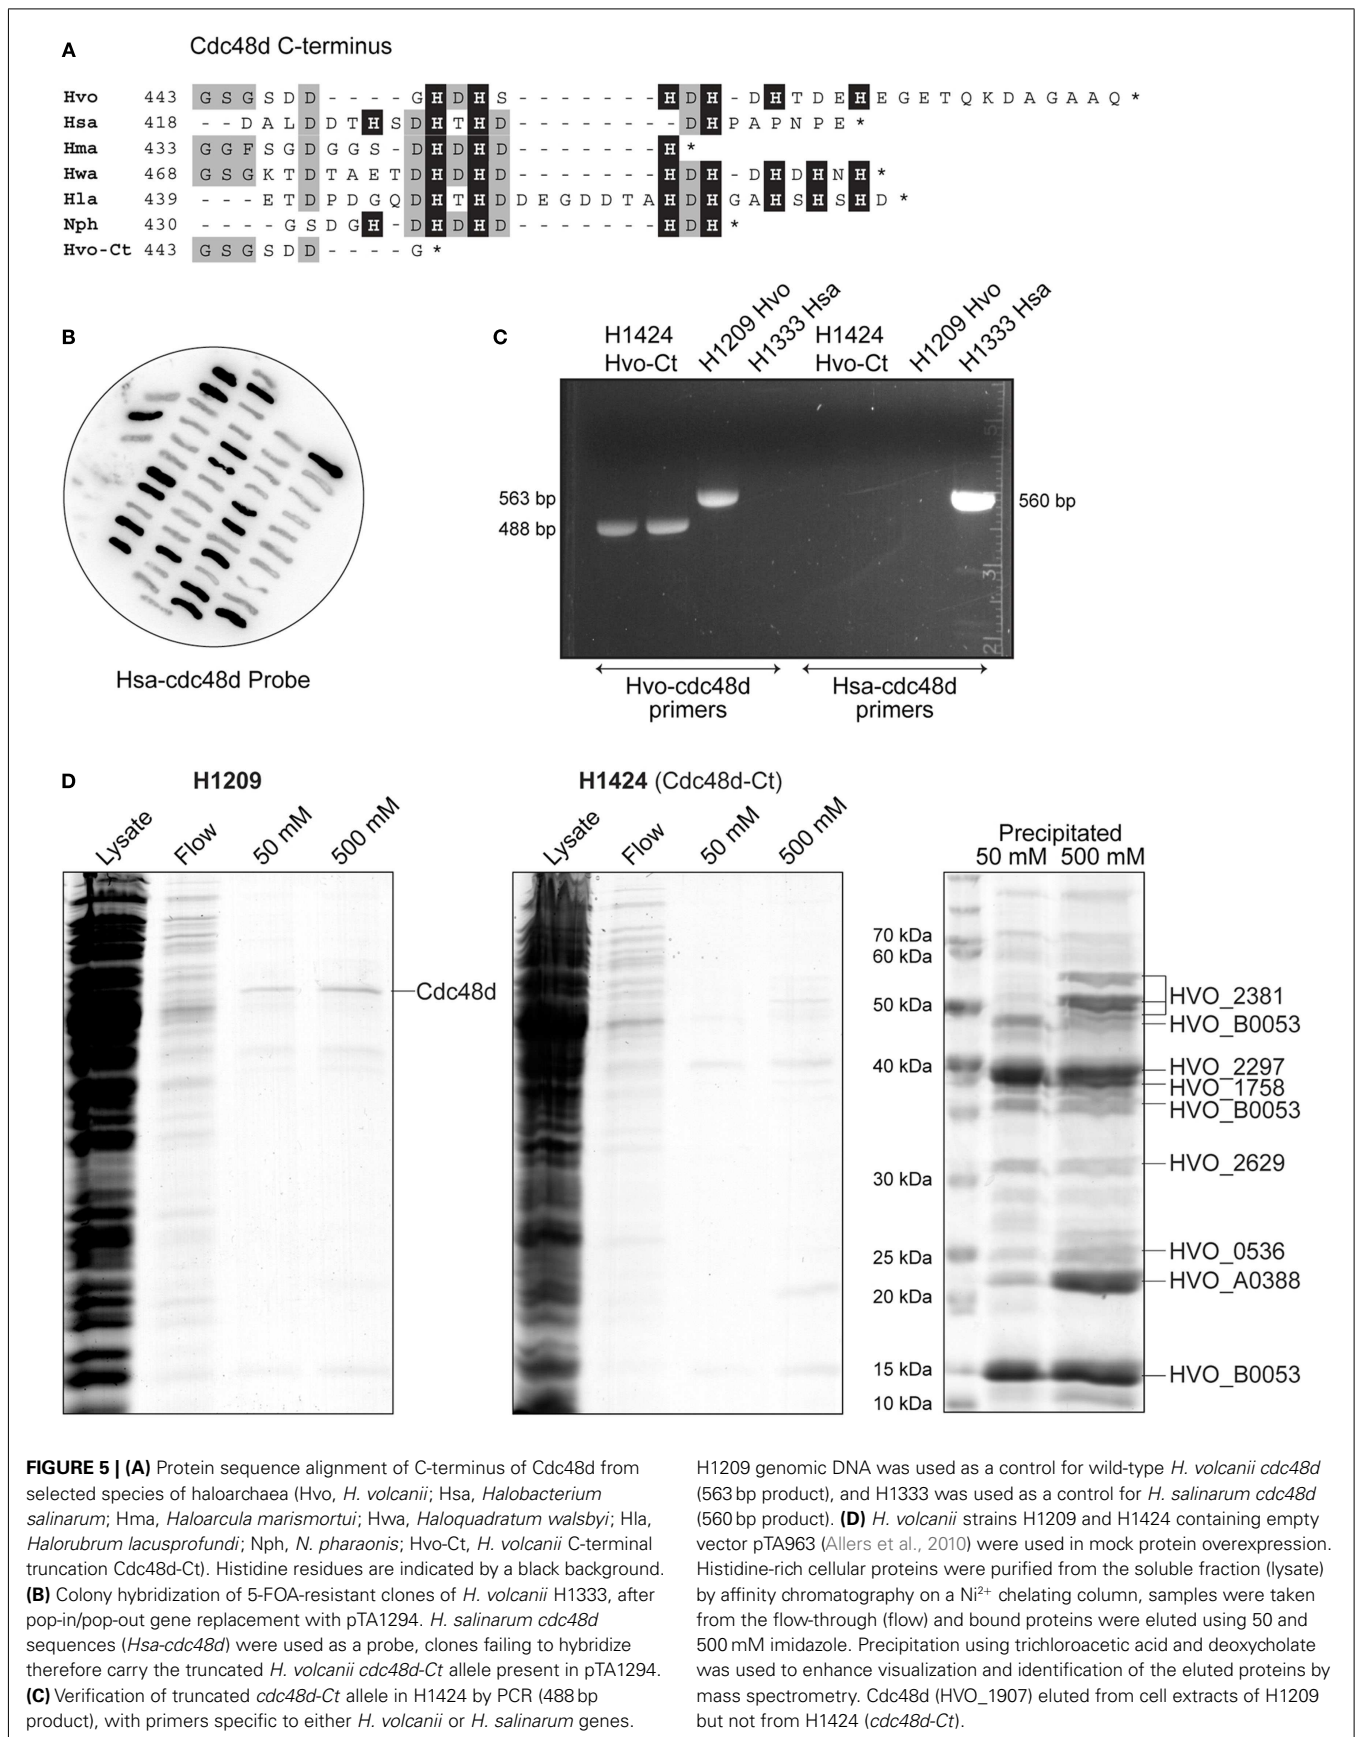 A
Cdc48d C-terminus
Hvo 443 G S G S D D - - - - G H D H S - - - - - - - H D H - D H T D E H E G E T Q K D A G A A Q *
Hsa 418 - - D A L D D T H S D H T H D - - - - - - - - D H P A P N P E *
Hma 433 G G F S G D G G S - D H D H D - - - - - - - H *
Hwa 468 G S G K T D T A E T D H D H D - - - - - - - H D H - D H D H N H *
Hla 439 - - - E T D P D G Q D H T H D D E G D D T A H D H G A H S H S H D *
Nph 430 - - - - G S D G H - D H D H D - - - - - - - H D H *
Hvo-Ct 443 G S G S D D - - - - G *
B
Hsa-cdc48d Probe
C
H1424
Hvo-Ct
H1209 Hvo
H1333 Hsa
H1424
Hvo-Ct
H1209 Hvo
H1333 Hsa
563 bp
488 bp
560 bp
5
3
2
Hvo-cdc48d
primers
Hsa-cdc48d
primers
D
H1209
Lysate
Flow
50 mM
500 mM
Cdc48d
H1424 (Cdc48d-Ct)
Lysate
Flow
50 mM
500 mM
Precipitated
50 mM 500 mM
70 kDa
60 kDa
50 kDa
40 kDa
30 kDa
25 kDa
20 kDa
15 kDa
10 kDa
HVO_2381
HVO_B0053
HVO_2297
HVO_1758
HVO_B0053
HVO_2629
HVO_0536
HVO_A0388
HVO_B0053
FIGURE 5 | (A) Protein sequence alignment of C-terminus of Cdc48d from
selected species of haloarchaea (Hvo, H. volcanii; Hsa, Halobacterium
salinarum; Hma, Haloarcula marismortui; Hwa, Haloquadratum walsbyi; Hla,
Halorubrum lacusprofundi; Nph, N. pharaonis; Hvo-Ct, H. volcanii C-terminal
truncation Cdc48d-Ct). Histidine residues are indicated by a black background.
(B) Colony hybridization of 5-FOA-resistant clones of H. volcanii H1333, after
pop-in/pop-out gene replacement with pTA1294. H. salinarum cdc48d
sequences (Hsa-cdc48d) were used as a probe, clones failing to hybridize
therefore carry the truncated H. volcanii cdc48d-Ct allele present in pTA1294.
(C) Verification of truncated cdc48d-Ct allele in H1424 by PCR (488 bp
product), with primers specific to either H. volcanii or H. salinarum genes.
H1209 genomic DNA was used as a control for wild-type H. volcanii cdc48d
(563 bp product), and H1333 was used as a control for H. salinarum cdc48d
(560 bp product). (D) H. volcanii strains H1209 and H1424 containing empty
vector pTA963 (Allers et al., 2010) were used in mock protein overexpression.
Histidine-rich cellular proteins were purified from the soluble fraction (lysate)
by affinity chromatography on a Ni²⁺ chelating column, samples were taken
from the flow-through (flow) and bound proteins were eluted using 50 and
500 mM imidazole. Precipitation using trichloroacetic acid and deoxycholate
was used to enhance visualization and identification of the eluted proteins by
mass spectrometry. Cdc48d (HVO_1907) eluted from cell extracts of H1209
but not from H1424 (cdc48d-Ct).